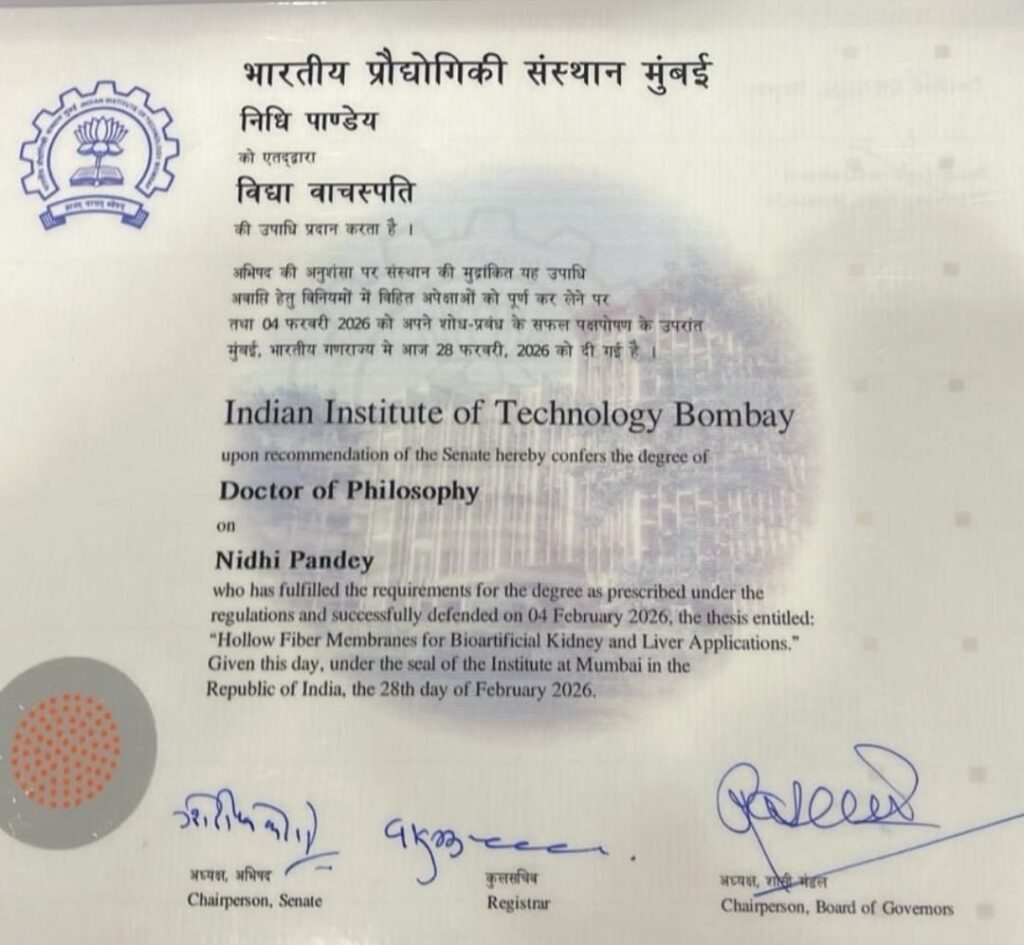 भारतीय प्रौद्योगिकी संस्थान मुंबई
निधि पाण्डेय
को एतद्द्वारा
विद्या वाचस्पति
की उपाधि प्रदान करता है ।
अभिषद की अनुशंसा पर संस्थान की मुद्रांकित यह उपाधि
अवाप्ति हेतु विनियमों में विहित अपेक्षाओं को पूर्ण कर लेने पर
तथा 04 फरवरी 2026 को अपने शोध-प्रबंध के सफल पक्षपोषण के उपरांत
मुंबई, भारतीय गणराज्य मे आज 28 फरवरी, 2026 को दी गई है ।
Indian Institute of Technology Bombay
upon recommendation of the Senate hereby confers the degree of
Doctor of Philosophy
on
Nidhi Pandey
who has fulfilled the requirements for the degree as prescribed under the
regulations and successfully defended on 04 February 2026, the thesis entitled:
“Hollow Fiber Membranes for Bioartificial Kidney and Liver Applications.”
Given this day, under the seal of the Institute at Mumbai in the
Republic of India, the 28th day of February 2026.
अध्यक्ष, अभिषद
Chairperson, Senate
कुलसचिव
Registrar
अध्यक्ष, शासी मंडल
Chairperson, Board of Governors